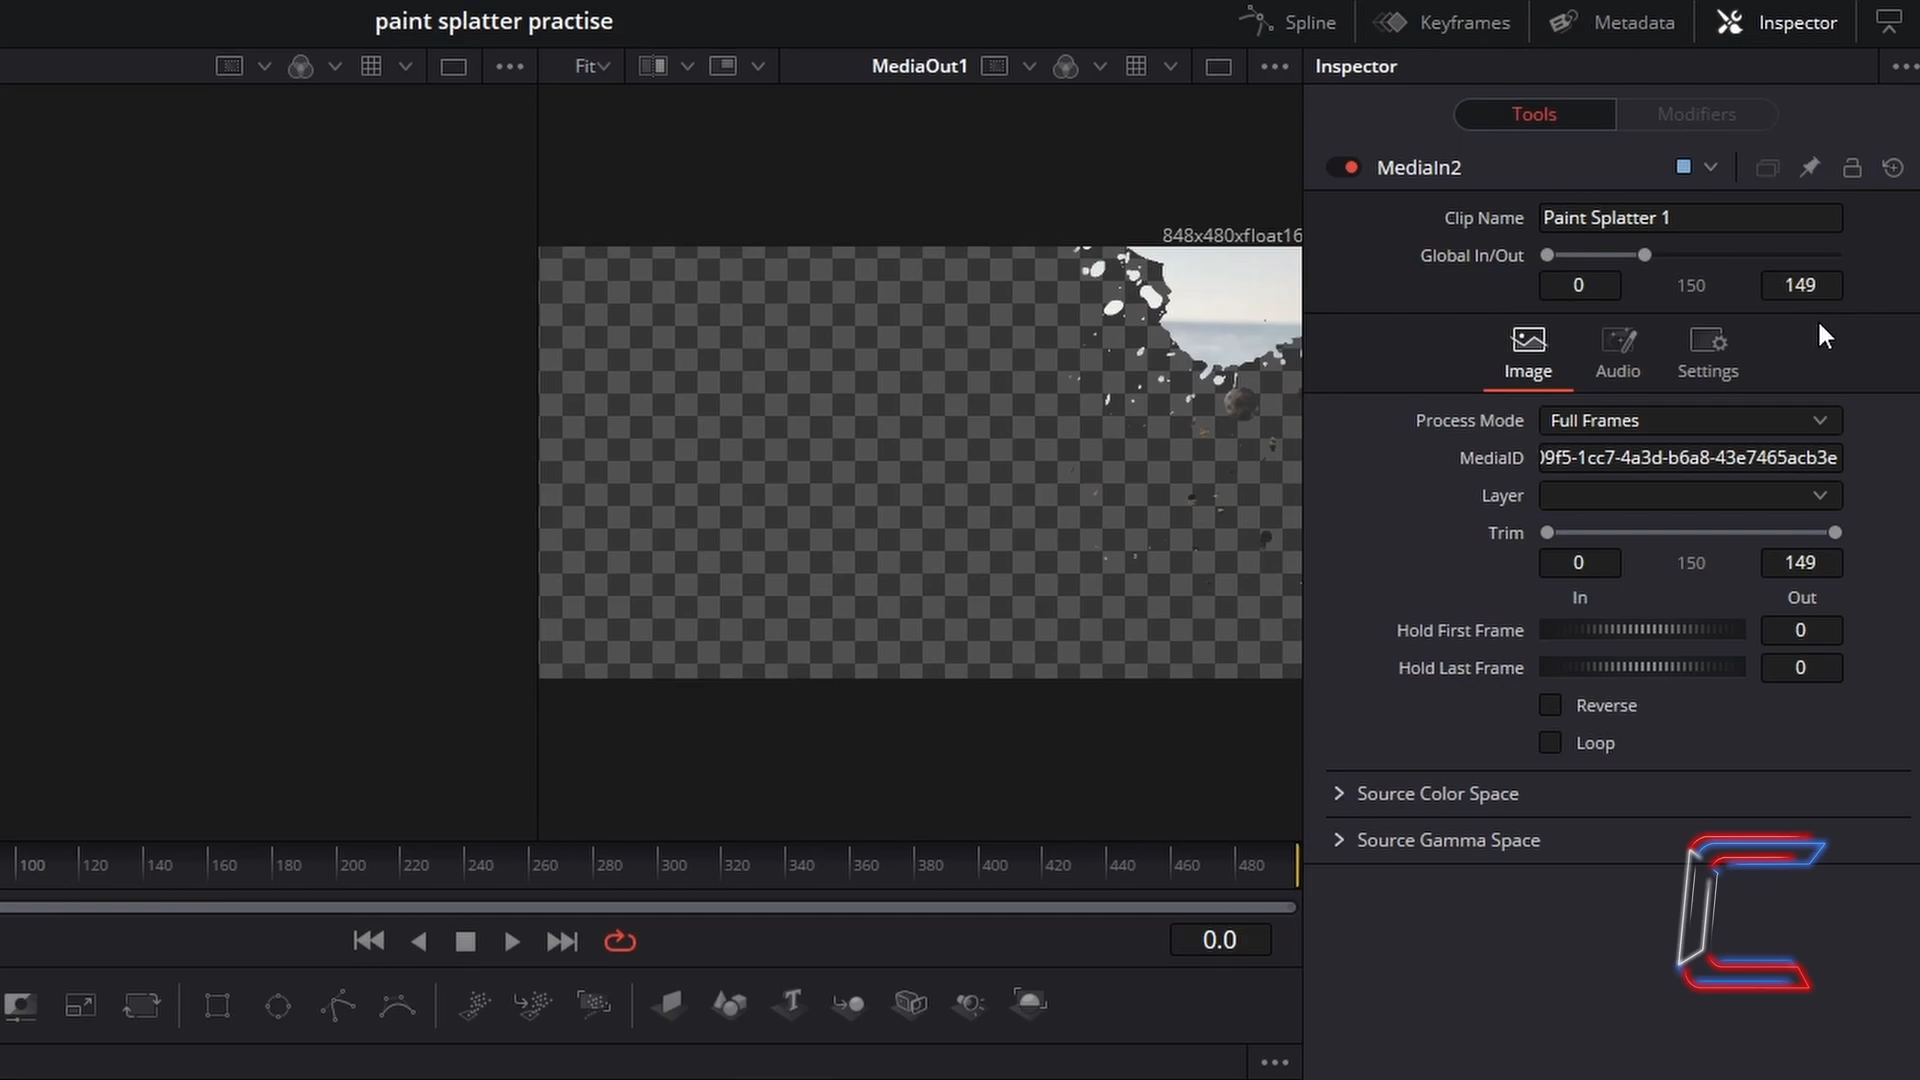 paint splatter practise
Spline
Keyframes
Metadata
Inspector
Fit
MediaOut1
Inspector
Tools
Modifiers
MediaIn2
848x480xfloat16
Clip Name
Paint Splatter 1
Global In/Out
0
150
149
Image
Audio
Settings
Process Mode
Full Frames
MediaID
09f5-1cc7-4a3d-b6a8-43e7465acb3e
Layer
Trim
0
150
149
In
Out
Hold First Frame
0
Hold Last Frame
0
Reverse
Loop
Source Color Space
Source Gamma Space
100 120 140 160 180 200 220 240 260 280 300 320 340 360 380 400 420 440 460 480
0.0